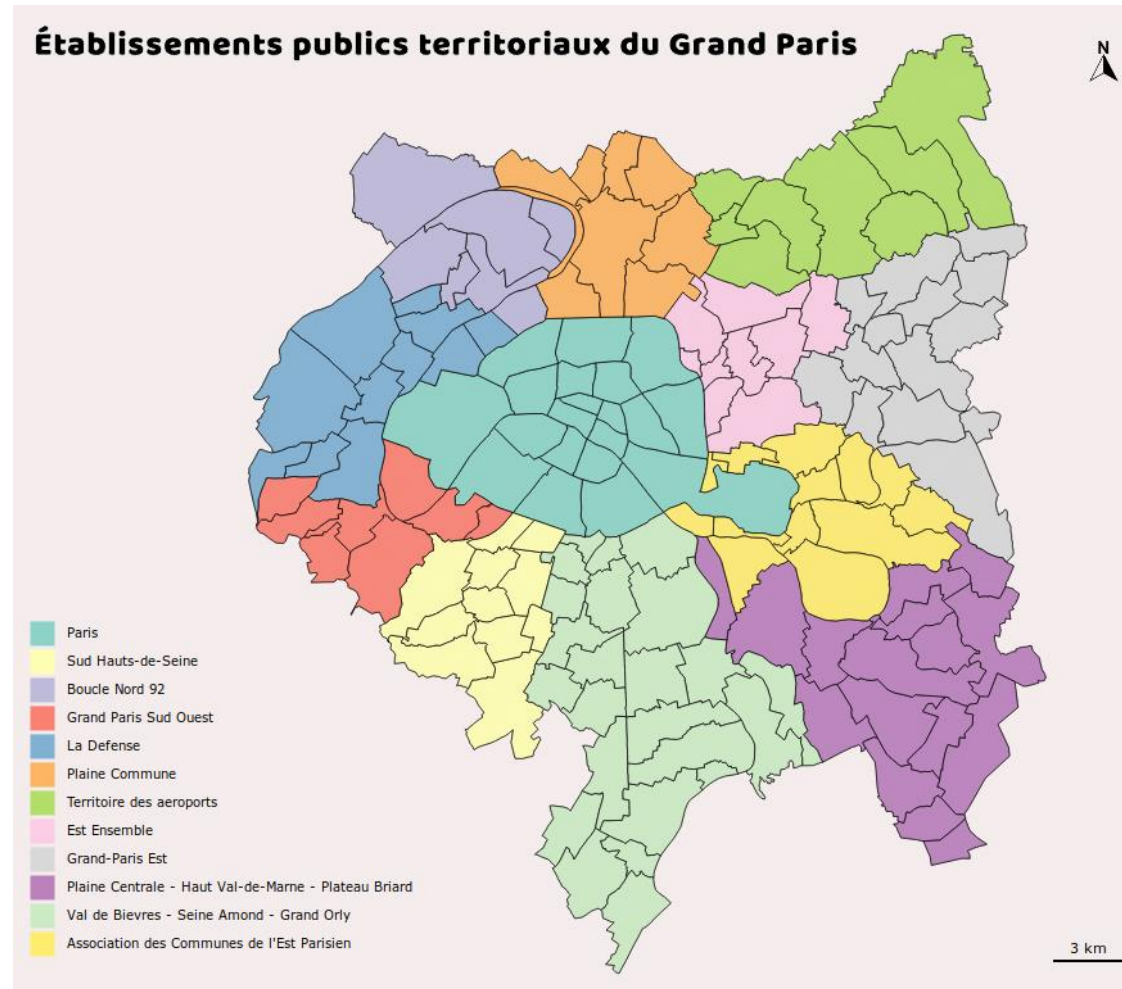 Établissements publics territoriaux du Grand Paris
N
Paris
Sud Hauts-de-Seine
Boucle Nord 92
Grand Paris Sud Ouest
La Defense
Plaine Commune
Territoire des aeroports
Est Ensemble
Grand-Paris Est
Plaine Centrale - Haut Val-de-Marne - Plateau Briard
Val de Bievres - Seine Amond - Grand Orly
Association des Communes de l'Est Parisien
3 km